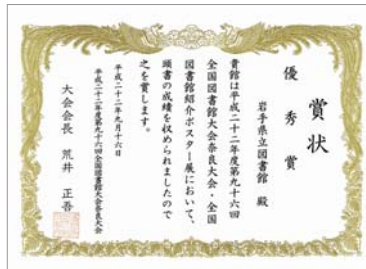 賞状
優秀賞
岩手県立図書館 殿
貴館は平成二十二年度第九十六回
全国図書館大会奈良大会・全国
図書館紹介ポスター展において、
頭書の成績を収められましたので
之を賞します。
平成二十二年九月十六日
平成二十二年度第九十六回全国図書館大会奈良大会
大会会長 荒井 正吾